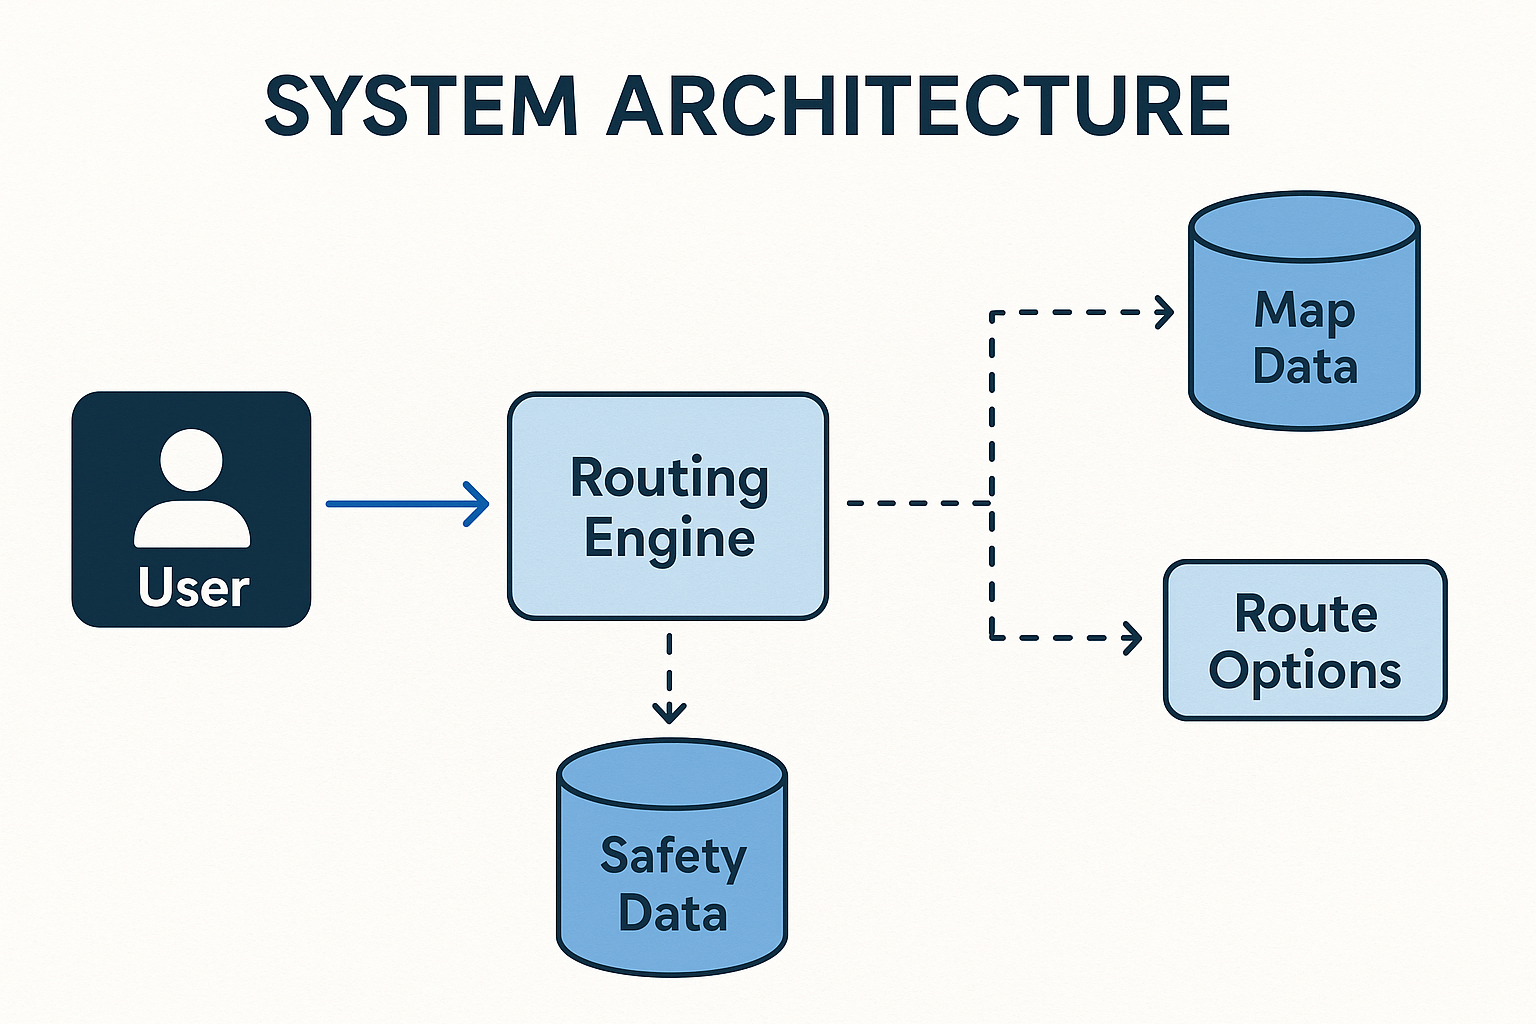 SYSTEM ARCHITECTURE
User
Routing
Engine
Map
Data
Route
Options
Safety
Data